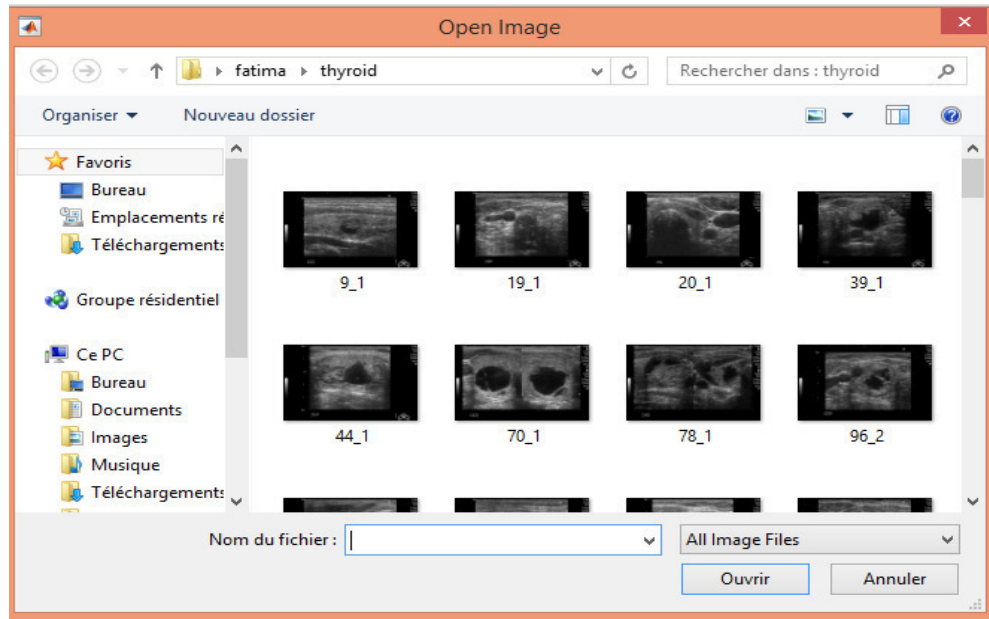 Open Image
fatima thyroid
Rechercher dans : thyroid
Organiser Nouveau dossier
Favoris
Bureau
Emplacements ré
Téléchargements
Groupe résidentiel
Ce PC
Bureau
Documents
Images
Musique
Téléchargements
9_1 19_1 20_1 39_1
44_1 70_1 78_1 96_2
Nom du fichier :
All Image Files
Ouvrir Annuler